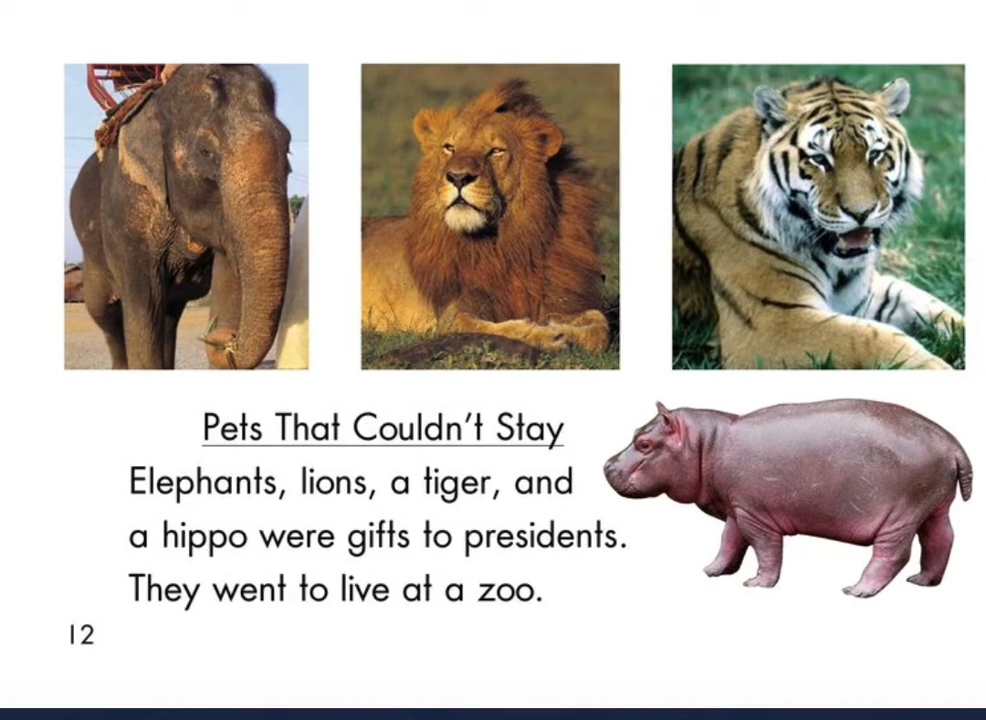 Pets That Couldn't Stay
Elephants, lions, a tiger, and
a hippo were gifts to presidents.
They went to live at a zoo.
12